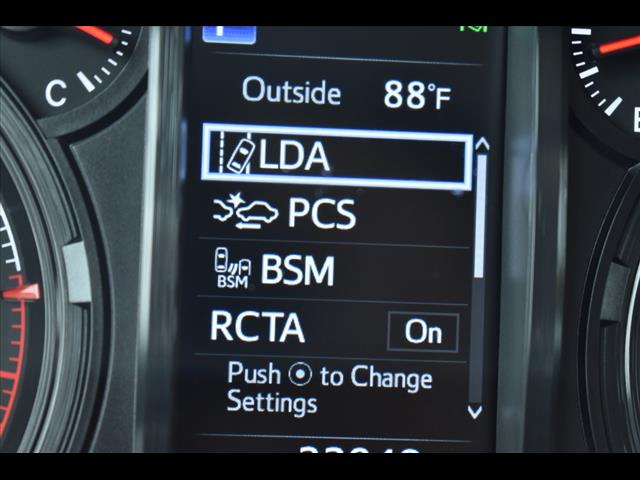 C
Outside 88°F
LDA
PCS
BSM BSM
RCTA On
Push to Change
Settings